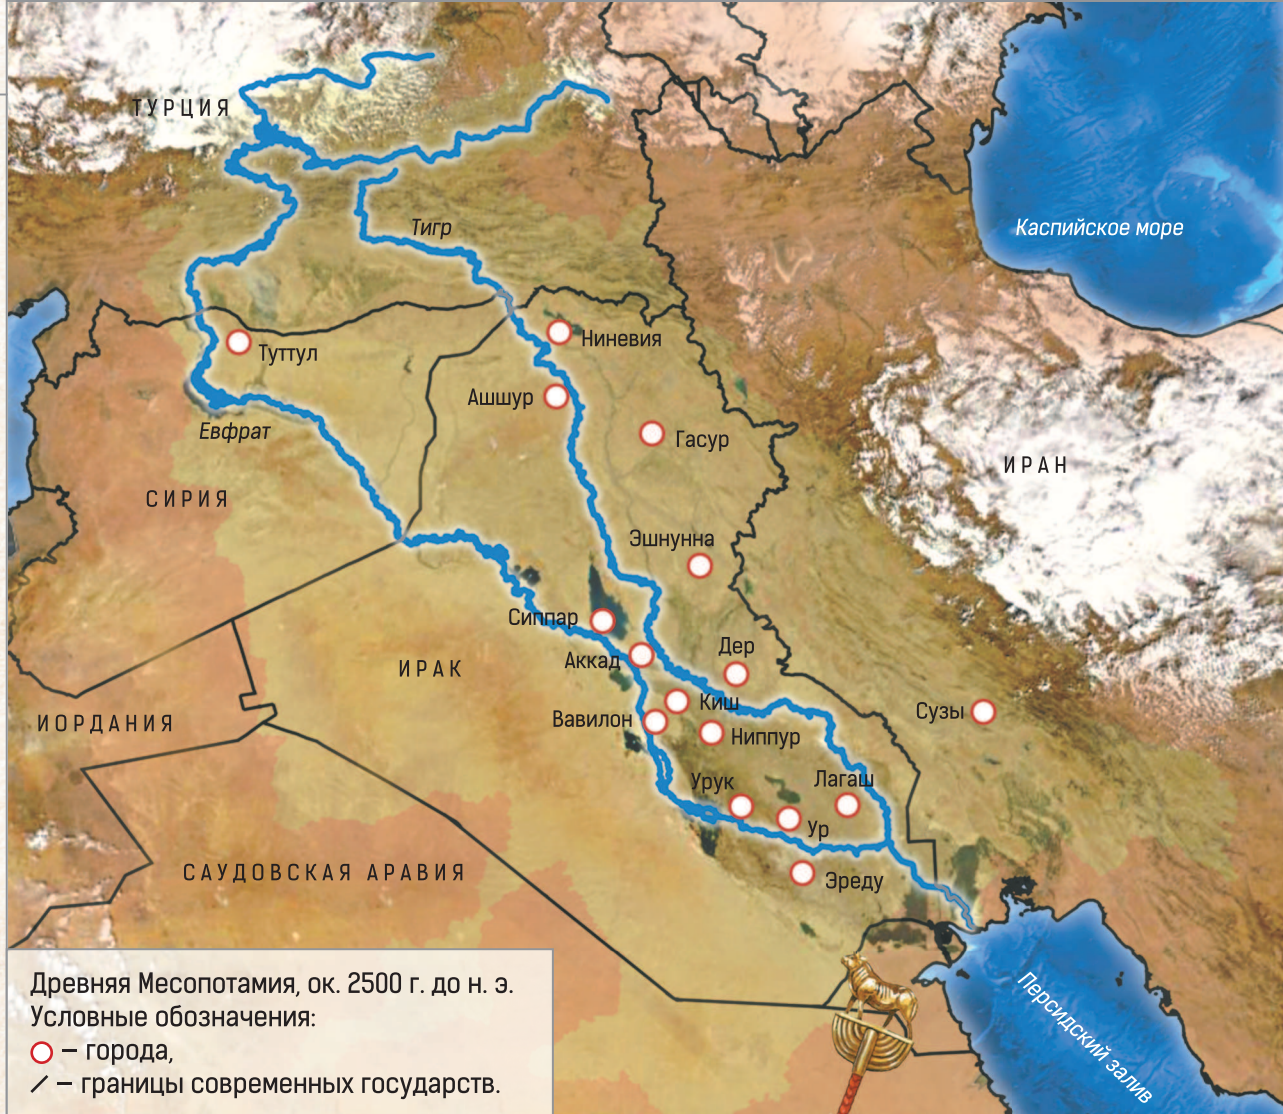 ТУРЦИЯ
Тигр
Каспийское море
Ниневия
Туттул
Ашшур
Евфрат
Гасур
ИРАН
СИРИЯ
Эшнунна
Сиппар
Дер
Аккад
ИРАК
Киш
Сузы
Вавилон
ИОРДАНИЯ
Ниппур
Урук
Лагаш
Ур
САУДОВСКАЯ АРАВИЯ
Эреду
Персидский залив
Древняя Месопотамия, ок. 2500 г. до н. э.
Условные обозначения:
– города,
– границы современных государств.